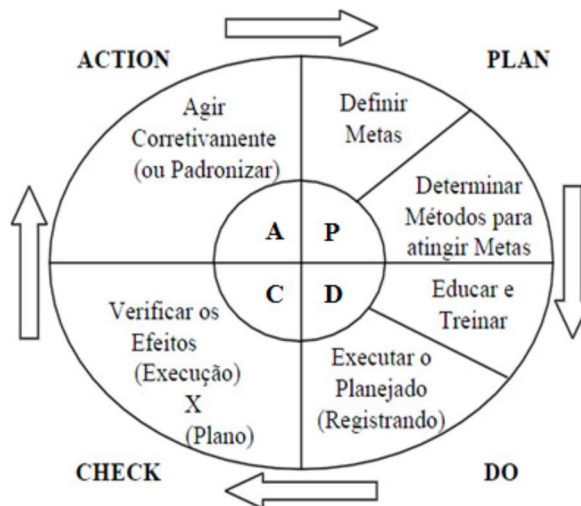 ACTION
PLAN
Agir
Corretivamente
(ou Padronizar)
Definir
Metas
Determinar
Métodos para
atingir Metas
A
P
C
D
Educar e
Treinar
Verificar os
Efeitos
(Execução)
X
(Plano)
Executar o
Planejado
(Registrando)
CHECK
DO